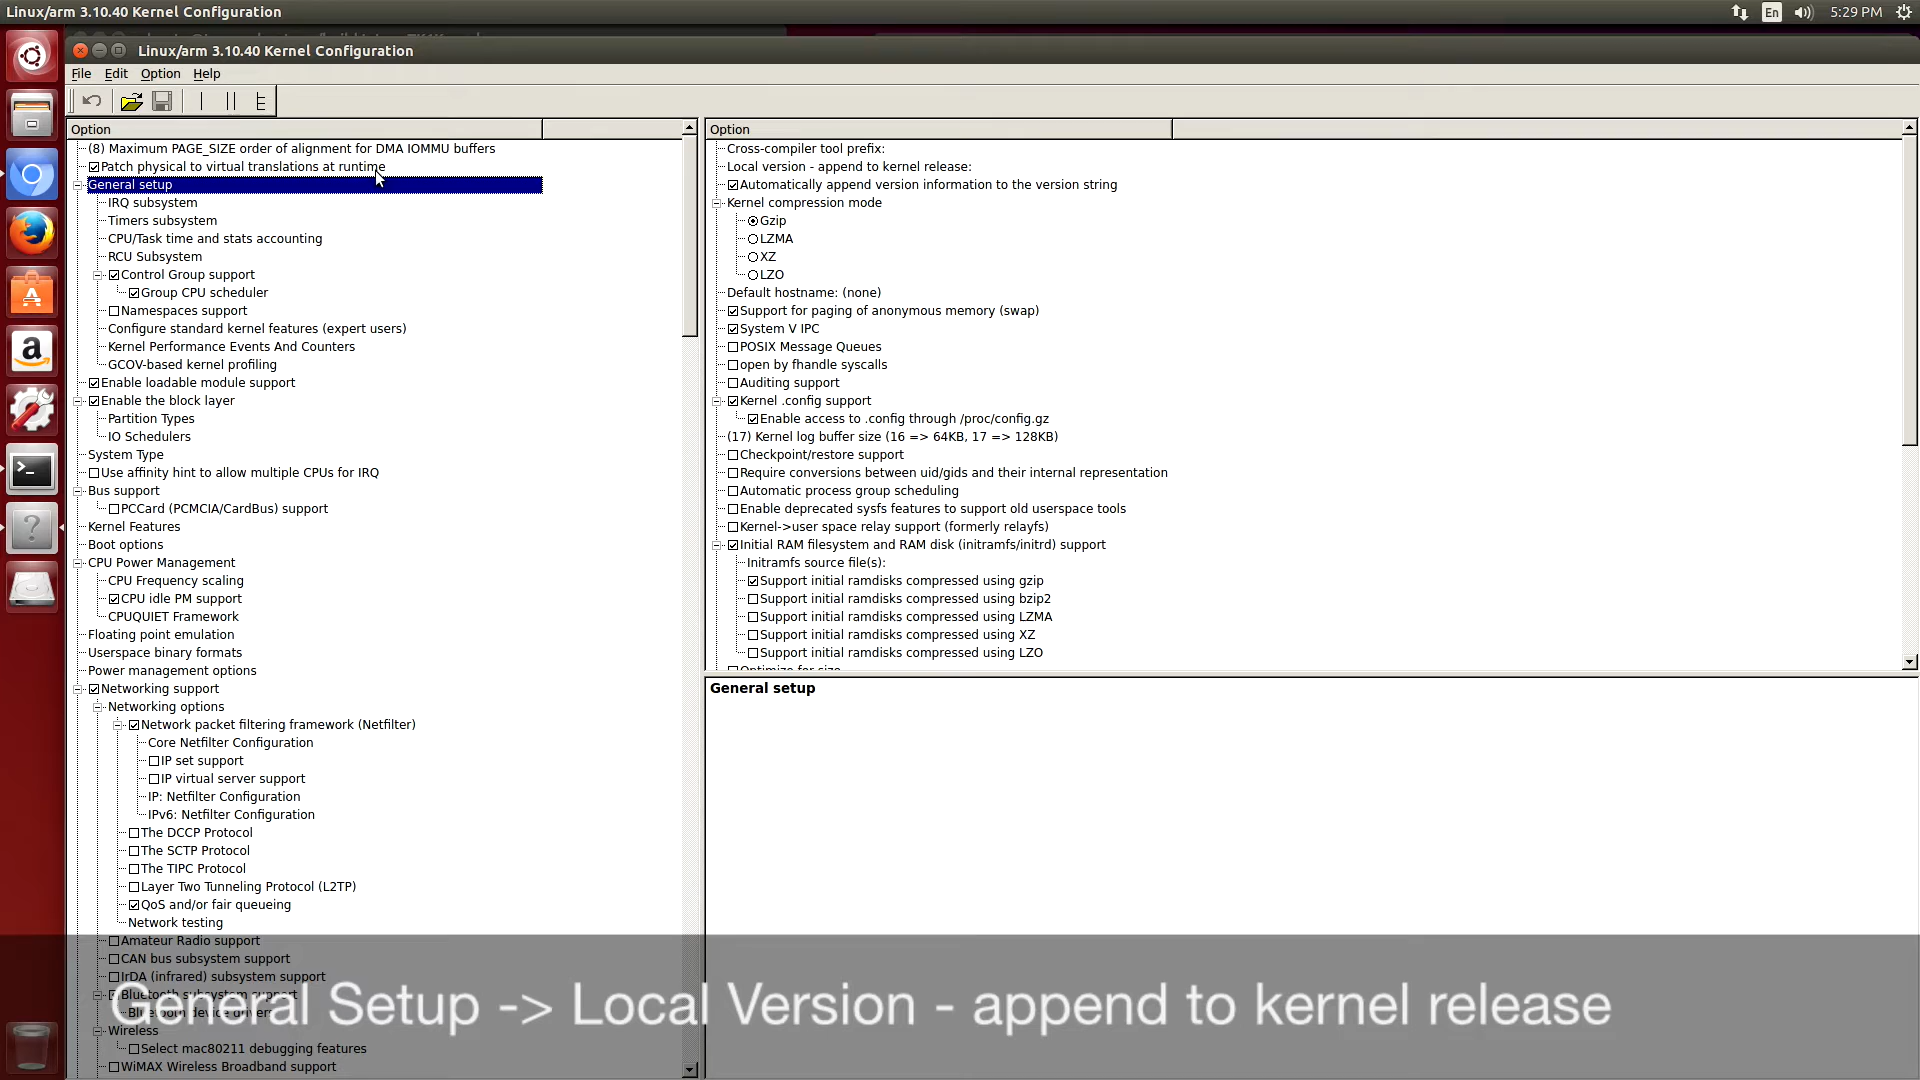 Linux/arm 3.10.40 Kernel Configuration
En
5:29 PM
Linux/arm 3.10.40 Kernel Configuration
File Edit Option Help
Option
(8) Maximum PAGE_SIZE order of alignment for DMA IOMMU buffers
Patch physical to virtual translations at runtime
General setup
IRQ subsystem
Timers subsystem
CPU/Task time and stats accounting
RCU Subsystem
Control Group support
Group CPU scheduler
Namespaces support
Configure standard kernel features (expert users)
Kernel Performance Events And Counters
GCOV-based kernel profiling
Enable loadable module support
Enable the block layer
Partition Types
IO Schedulers
System Type
Use affinity hint to allow multiple CPUs for IRQ
Bus support
PCCard (PCMCIA/CardBus) support
Kernel Features
Boot options
CPU Power Management
CPU Frequency scaling
CPU idle PM support
CPUQUIET Framework
Floating point emulation
Userspace binary formats
Power management options
Networking support
Networking options
Network packet filtering framework (Netfilter)
Core Netfilter Configuration
IP set support
IP virtual server support
IP: Netfilter Configuration
IPv6: Netfilter Configuration
The DCCP Protocol
The SCTP Protocol
The TIPC Protocol
Layer Two Tunneling Protocol (L2TP)
QoS and/or fair queueing
Network testing
Amateur Radio support
CAN bus subsystem support
IrDA (infrared) subsystem support
Bluetooth subsystem support
Bluetooth device drivers
Wireless
Select mac80211 debugging features
WiMAX Wireless Broadband support
Option
Cross-compiler tool prefix:
Local version - append to kernel release:
Automatically append version information to the version string
Kernel compression mode
Gzip
LZMA
XZ
LZO
Default hostname: (none)
Support for paging of anonymous memory (swap)
System V IPC
POSIX Message Queues
open by fhandle syscalls
Auditing support
Kernel .config support
Enable access to .config through /proc/config.gz
(17) Kernel log buffer size (16 => 64KB, 17 => 128KB)
Checkpoint/restore support
Require conversions between uid/gids and their internal representation
Automatic process group scheduling
Enable deprecated sysfs features to support old userspace tools
Kernel->user space relay support (formerly relayfs)
Initial RAM filesystem and RAM disk (initramfs/initrd) support
Initramfs source file(s):
Support initial ramdisks compressed using gzip
Support initial ramdisks compressed using bzip2
Support initial ramdisks compressed using LZMA
Support initial ramdisks compressed using XZ
Support initial ramdisks compressed using LZO
Optimize for size
General setup
General Setup -> Local Version - append to kernel release